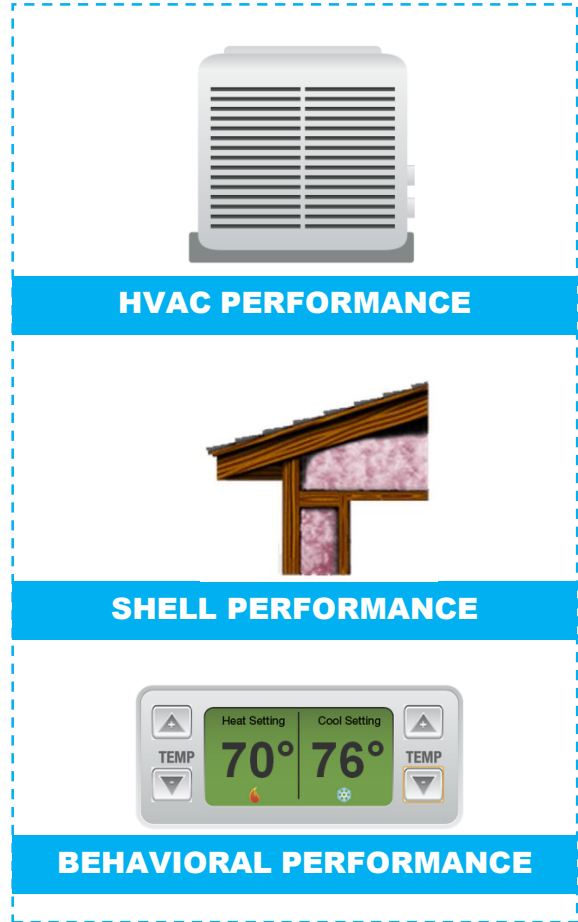 HVAC PERFORMANCE
SHELL PERFORMANCE
Heat Setting Cool Setting
TEMP 70° 76° TEMP
BEHAVIORAL PERFORMANCE